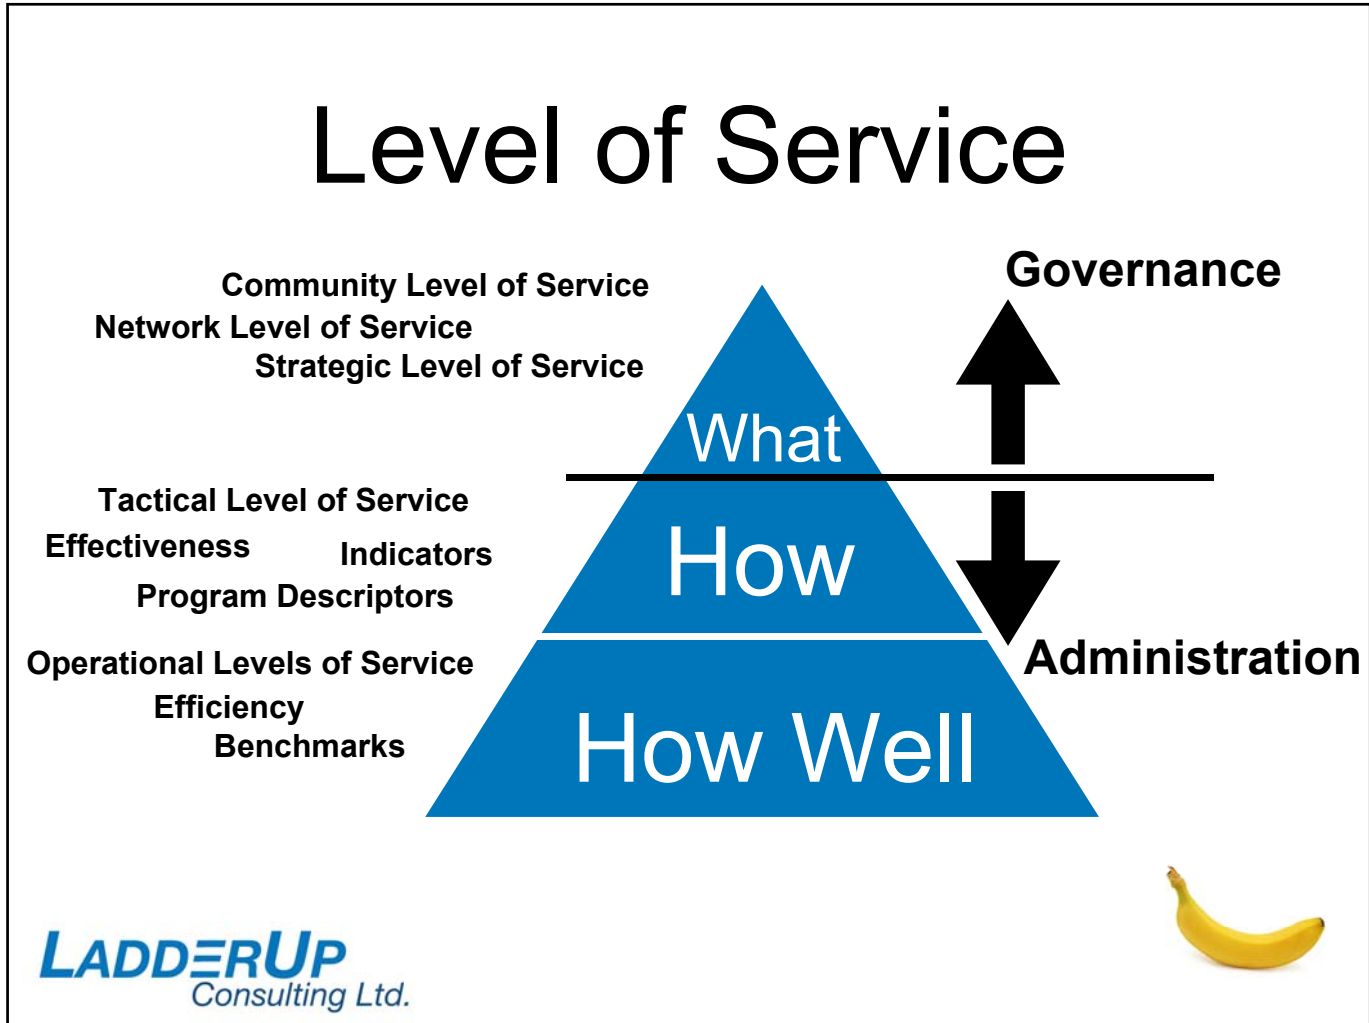 Level of Service
Community Level of Service
Network Level of Service
Strategic Level of Service
Governance
What
Tactical Level of Service
Effectiveness
Indicators
Program Descriptors
How
Operational Levels of Service
Efficiency
Benchmarks
Administration
How Well
LADDERUP
Consulting Ltd.